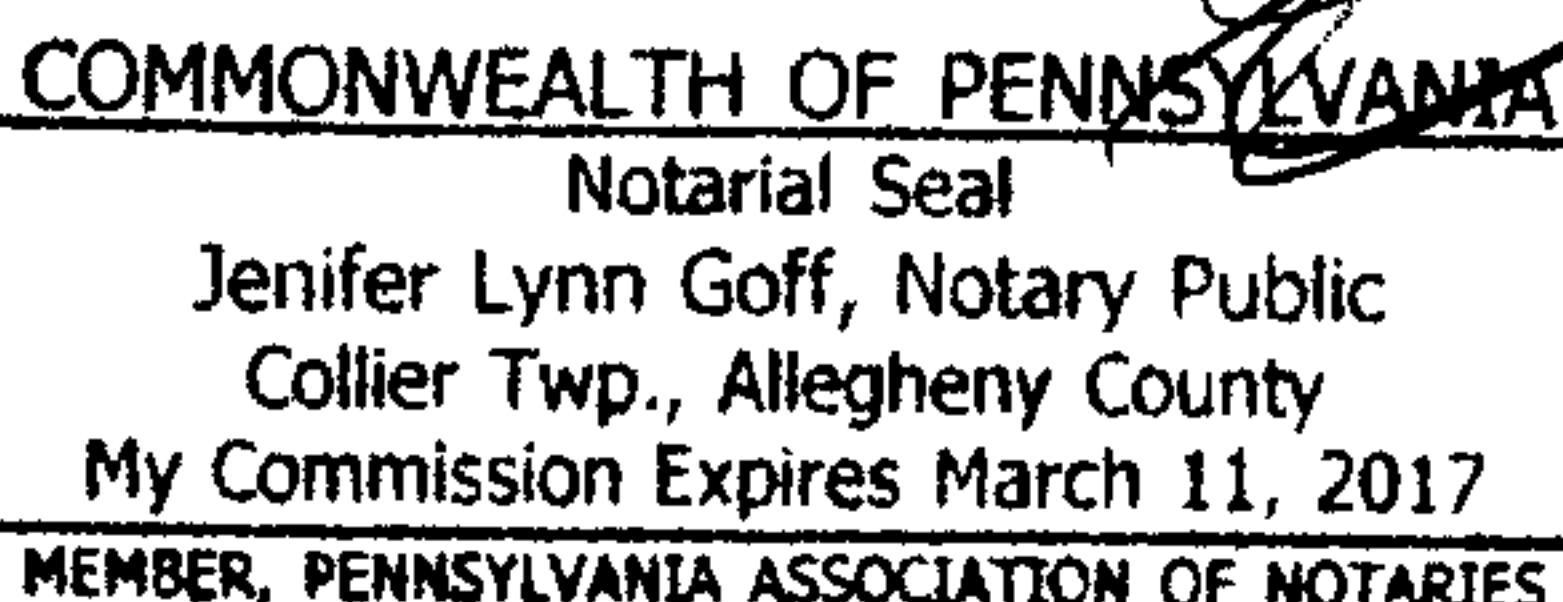 COMMONWEALTH OF PENNSYLVANIA
Notarial Seal
Jenifer Lynn Goff, Notary Public
Collier Twp., Allegheny County
My Commission Expires March 11, 2017
MEMBER, PENNSYLVANIA ASSOCIATION OF NOTARIES